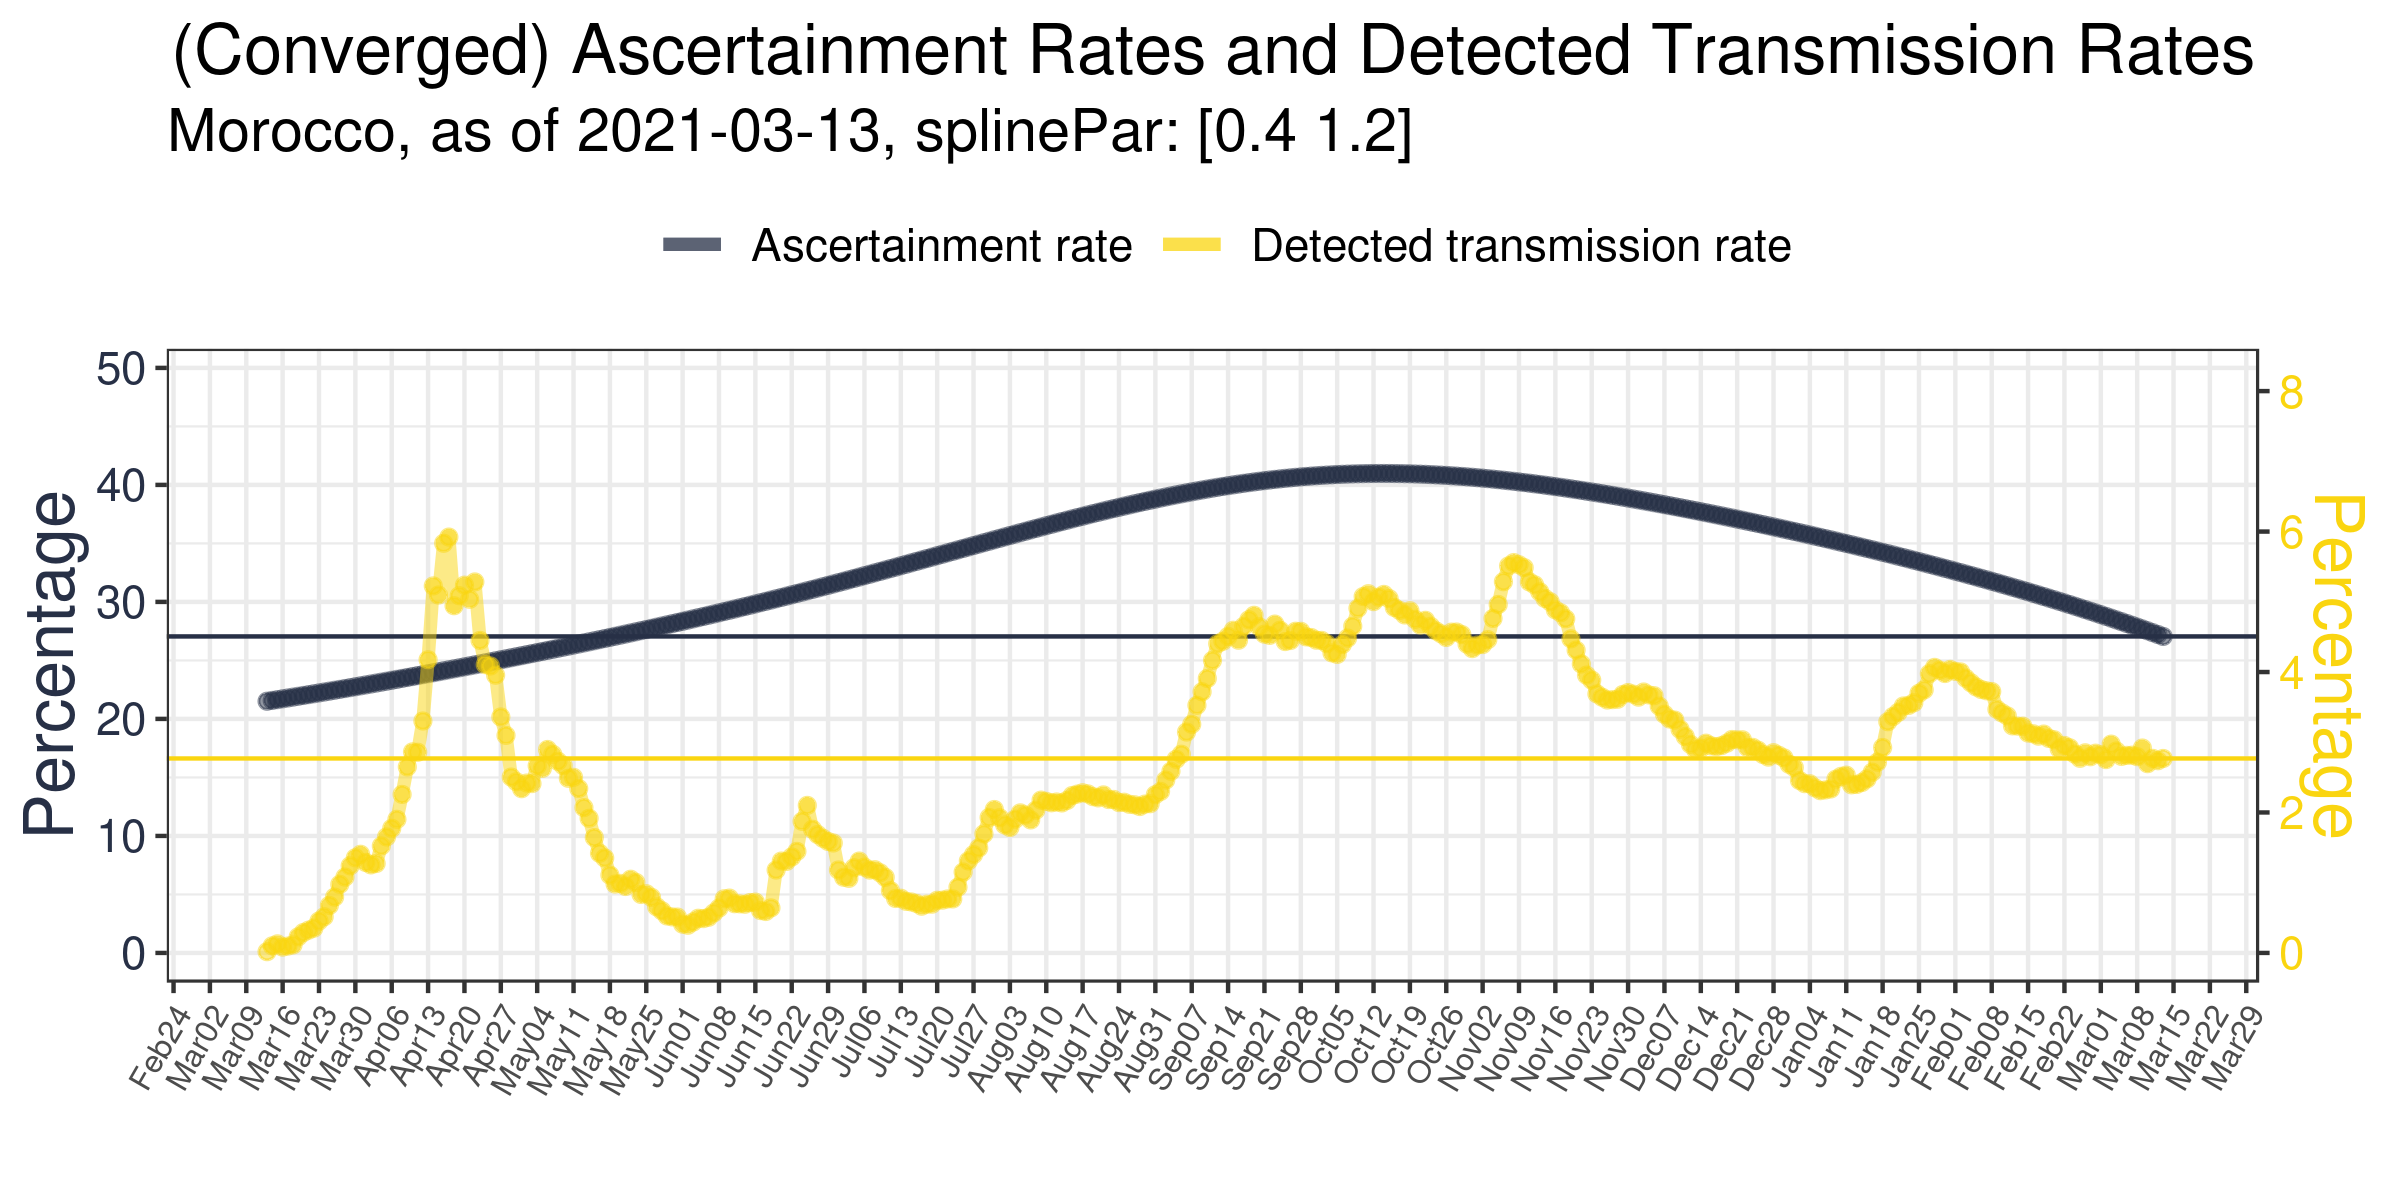 (Converged) Ascertainment Rates and Detected Transmission Rates
Morocco, as of 2021-03-13, splinePar: [0.4 1.2]
Ascertainment rate Detected transmission rate
Percentage
50
40
30
20
10
0
8
6
4
2
0
Percentage
Feb24 Mar02 Mar09 Mar16 Mar23 Mar30 Apr06 Apr13 Apr20 Apr27 May04 May11 May18 May25 Jun01 Jun08 Jun15 Jun22 Jun29 Jul06 Jul13 Jul20 Jul27 Aug03 Aug10 Aug17 Aug24 Aug31 Sep07 Sep14 Sep21 Sep28 Oct05 Oct12 Oct19 Oct26 Nov02 Nov09 Nov16 Nov23 Nov30 Dec07 Dec14 Dec21 Dec28 Jan04 Jan11 Jan18 Jan25 Feb01 Feb08 Feb15 Feb22 Mar01 Mar08 Mar15 Mar22 Mar29